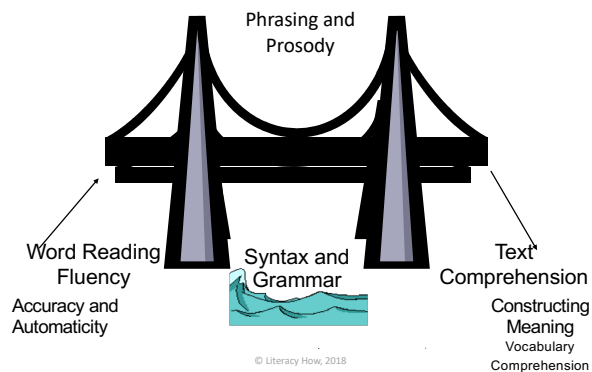 Phrasing and
Prosody
Word Reading
Fluency
Accuracy and
Automaticity
Syntax and
Grammar
Text
Comprehension
Constructing
Meaning
Vocabulary
Comprehension
© Literacy How, 2018